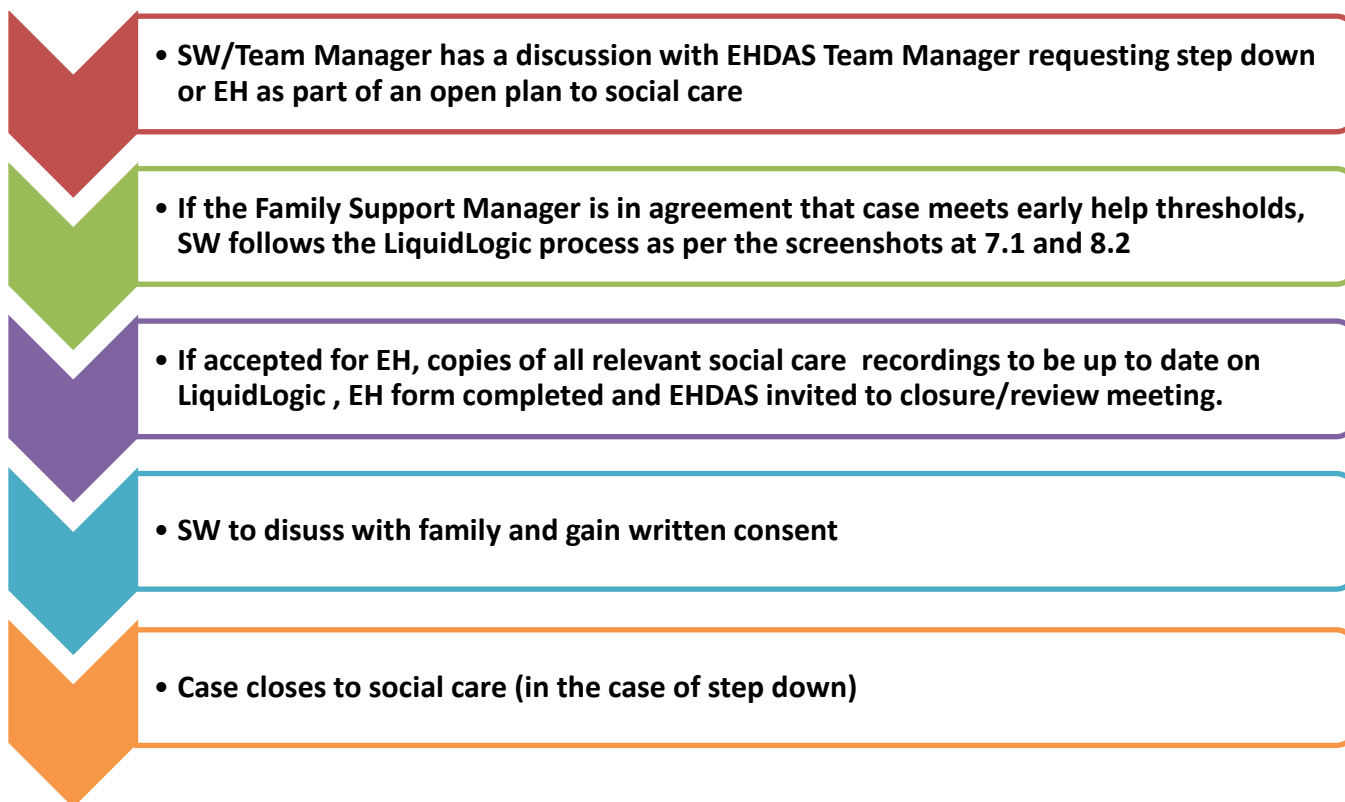 • SW/Team Manager has a discussion with EHDAS Team Manager requesting step down
or EH as part of an open plan to social care
• If the Family Support Manager is in agreement that case meets early help thresholds,
SW follows the LiquidLogic process as per the screenshots at 7.1 and 8.2
• If accepted for EH, copies of all relevant social care  recordings to be up to date on
LiquidLogic , EH form completed and EHDAS invited to closure/review meeting.
• SW to disuss with family and gain written consent
• Case closes to social care (in the case of step down)